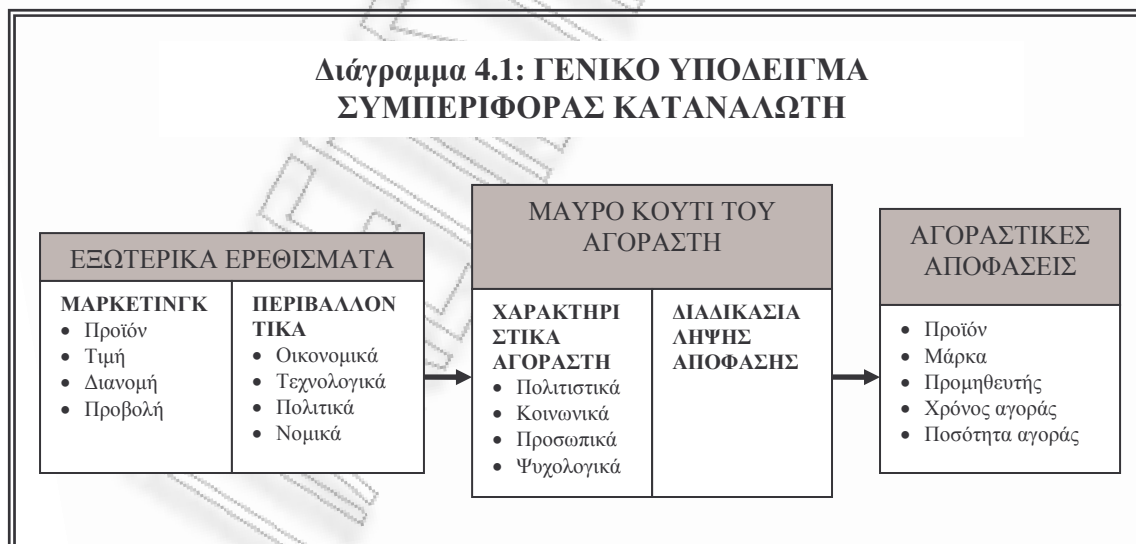 Διάγραμμα 4.1: ΓΕΝΙΚΟ ΥΠΟΔΕΙΓΜΑ
ΣΥΜΠΕΡΙΦΟΡΑΣ ΚΑΤΑΝΑΛΩΤΗ
ΕΞΩΤΕΡΙΚΑ ΕΡΕΘΙΣΜΑΤΑ
ΜΑΡΚΕΤΙΝΓΚ
• Προϊόν
• Τιμή
• Διανομή
• Προβολή
ΠΕΡΙΒΑΛΛΟΝ
ΤΙΚΑ
• Οικονομικά
• Τεχνολογικά
• Πολιτικά
• Νομικά
ΜΑΥΡΟ ΚΟΥΤΙ ΤΟΥ
ΑΓΟΡΑΣΤΗ
ΧΑΡΑΚΤΗΡΙ
ΣΤΙΚΑ
ΑΓΟΡΑΣΤΗ
• Πολιτιστικά
• Κοινωνικά
• Προσωπικά
• Ψυχολογικά
ΔΙΑΔΙΚΑΣΙΑ
ΛΗΨΗΣ
ΑΠΟΦΑΣΗΣ
ΑΓΟΡΑΣΤΙΚΕΣ
ΑΠΟΦΑΣΕΙΣ
• Προϊόν
• Μάρκα
• Προμηθευτής
• Χρόνος αγοράς
• Ποσότητα αγοράς